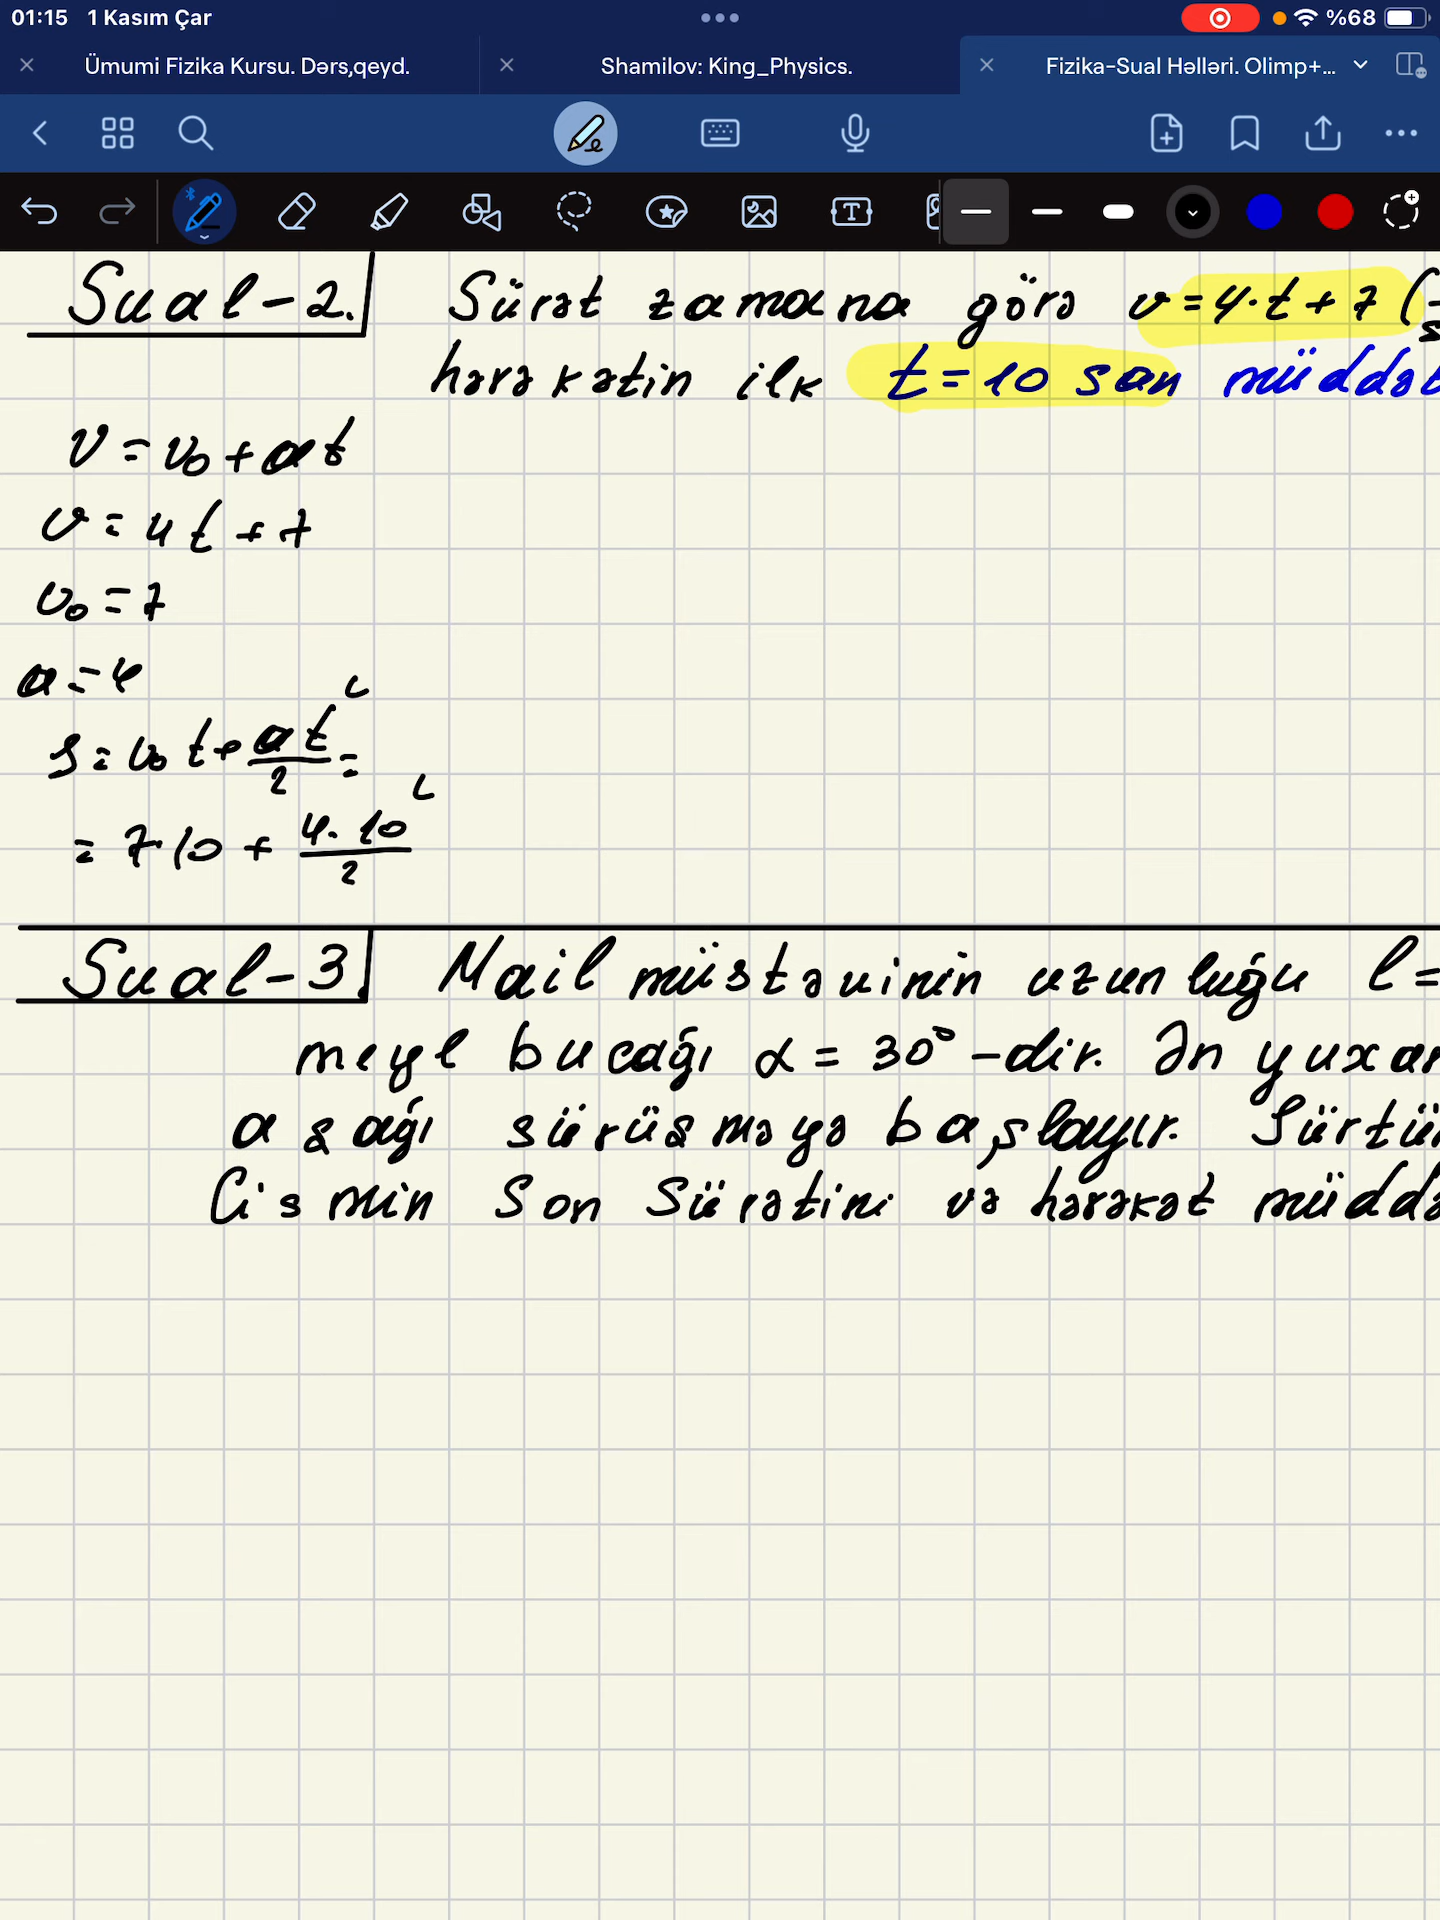 01:15 1 Kasım Çar %68
Ümumi Fizika Kursu. Dərs,qeyd. Shamilov: King_Physics. Fizika-Sual Həlləri. Olimp+...
Sual-2. Sürət zamana görə v=4·t+7 (
hərəkətin ilk t=10 san müddət
v=v₀+at
v=4t+7
v₀=7
a=4
s=v₀t+at²/2=
=7·10+4·10²/2
Sual-3. Mail müstəvinin uzunluğu l=
meyl bucağı α=30°-dir. Ən yuxar
aşağı sürüşməyə başlayır. Sürtün
Cismin Son Sürətini və hərəkət müddə